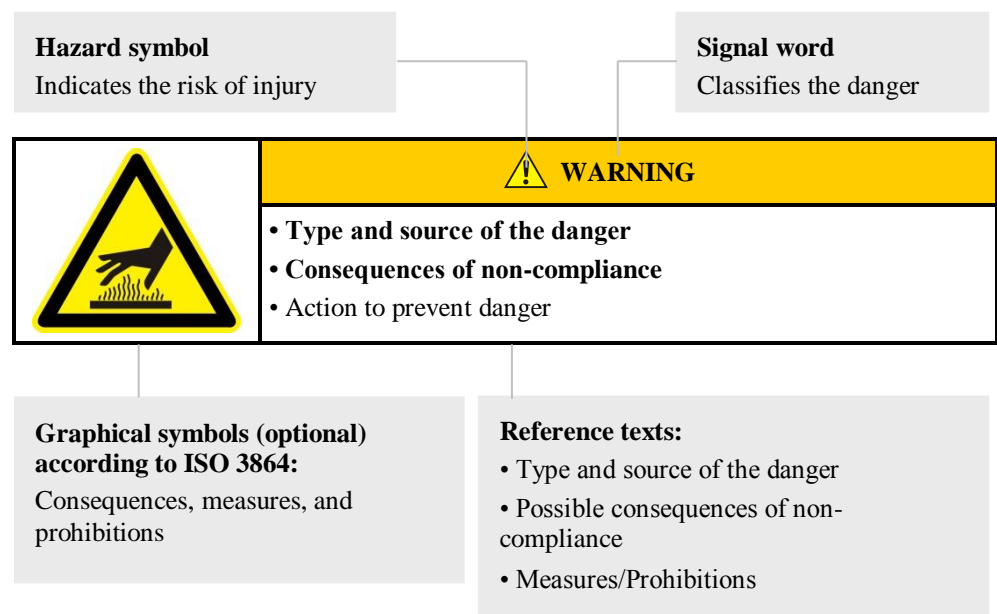 Hazard symbol
Indicates the risk of injury
Signal word
Classifies the danger
WARNING
• Type and source of the danger
• Consequences of non-compliance
• Action to prevent danger
Graphical symbols (optional)
according to ISO 3864:
Consequences, measures, and
prohibitions
Reference texts:
• Type and source of the danger
• Possible consequences of non-
compliance
• Measures/Prohibitions